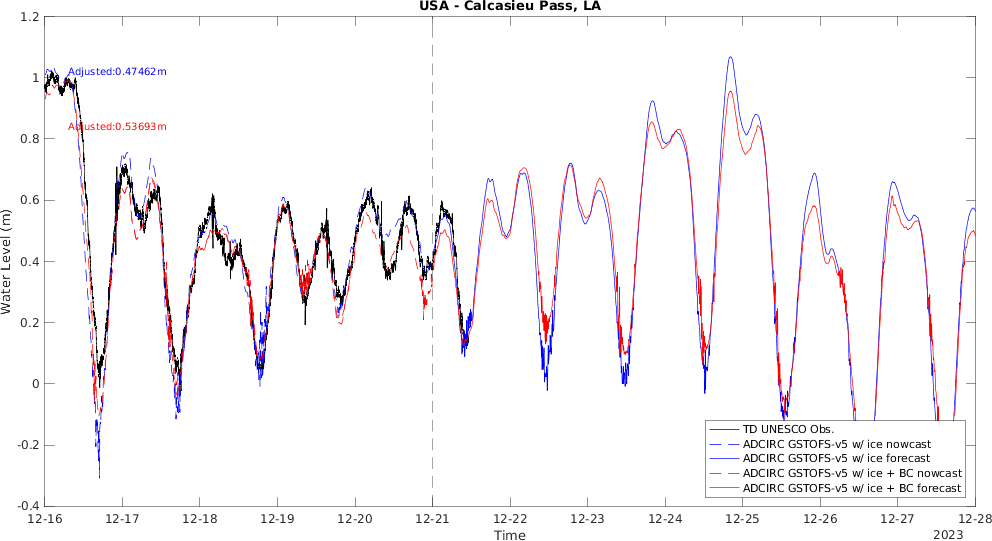 USA - Calcasieu Pass, LA
1.2
1
0.8
0.6
0.4
0.2
0
-0.2
-0.4
Water Level (m)
Adjusted:0.47462m
Adjusted:0.53693m
TD UNESCO Obs.
ADCIRC GSTOFS-v5 w/ ice nowcast
ADCIRC GSTOFS-v5 w/ ice forecast
ADCIRC GSTOFS-v5 w/ ice + BC nowcast
ADCIRC GSTOFS-v5 w/ ice + BC forecast
12-16 12-17 12-18 12-19 12-20 12-21 12-22 12-23 12-24 12-25 12-26 12-27 12-28
Time
2023